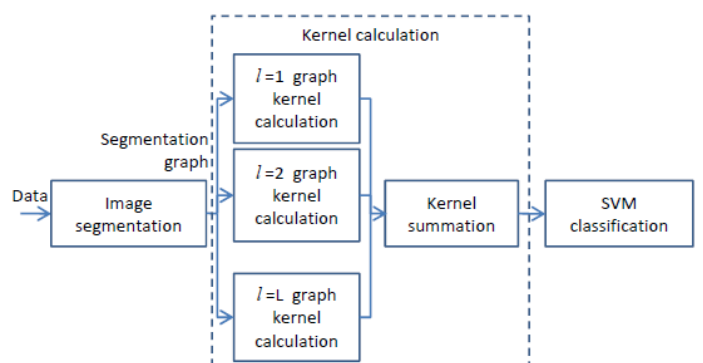 Kernel calculation
l=1 graph
kernel
calculation
Segmentation
graph
l=2 graph
kernel
calculation
Data
Image
segmentation
Kernel
summation
SVM
classification
l=L graph
kernel
calculation